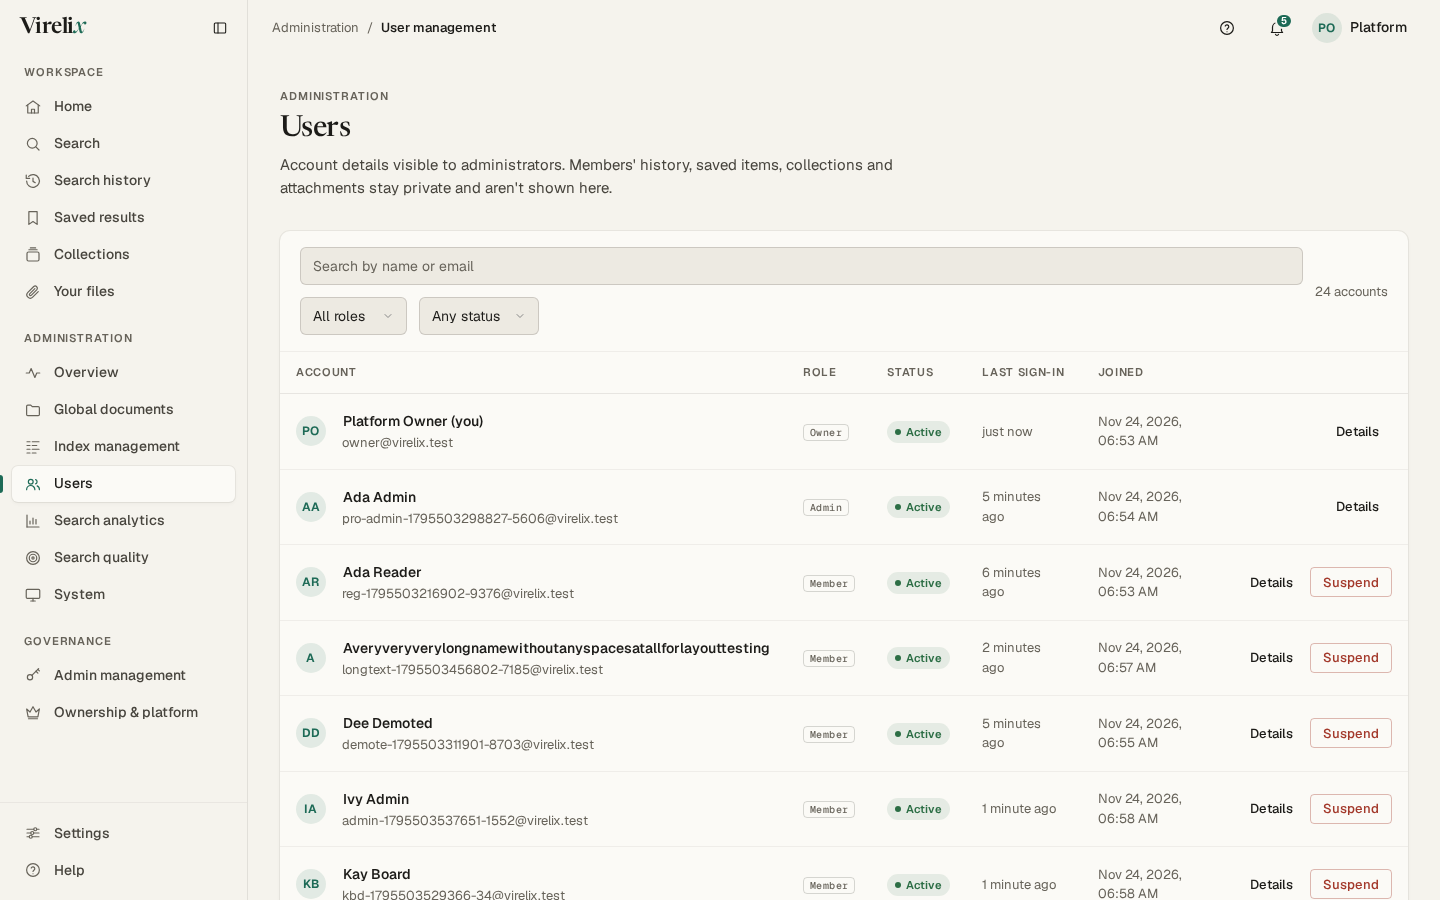 Virelix
WORKSPACE
Home
Search
Search history
Saved results
Collections
Your files
ADMINISTRATION
Overview
Global documents
Index management
Users
Search analytics
Search quality
System
GOVERNANCE
Admin management
Ownership & platform
Settings
Help
Administration / User management
5
PO Platform
ADMINISTRATION
Users
Account details visible to administrators. Members' history, saved items, collections and
attachments stay private and aren't shown here.
Search by name or email
24 accounts
All roles Any status
ACCOUNT ROLE STATUS LAST SIGN-IN JOINED
PO Platform Owner (you)
owner@virelix.test
Owner Active just now
Nov 24, 2026,
06:53 AM
Details
AA Ada Admin
pro-admin-1795503298827-5606@virelix.test
Admin Active
5 minutes
ago
Nov 24, 2026,
06:54 AM
Details
AR Ada Reader
reg-1795503216902-9376@virelix.test
Member Active
6 minutes
ago
Nov 24, 2026,
06:53 AM
Details Suspend
A Averyveryverylongnamewithoutanyspacesatallforlayouttesting
longtext-1795503456802-7185@virelix.test
Member Active
2 minutes
ago
Nov 24, 2026,
06:57 AM
Details Suspend
DD Dee Demoted
demote-1795503311901-8703@virelix.test
Member Active
5 minutes
ago
Nov 24, 2026,
06:55 AM
Details Suspend
IA Ivy Admin
admin-1795503537651-1552@virelix.test
Member Active 1 minute ago
Nov 24, 2026,
06:58 AM
Details Suspend
KB Kay Board
kbd-1795503529366-34@virelix.test
Member Active 1 minute ago
Nov 24, 2026,
06:58 AM
Details Suspend